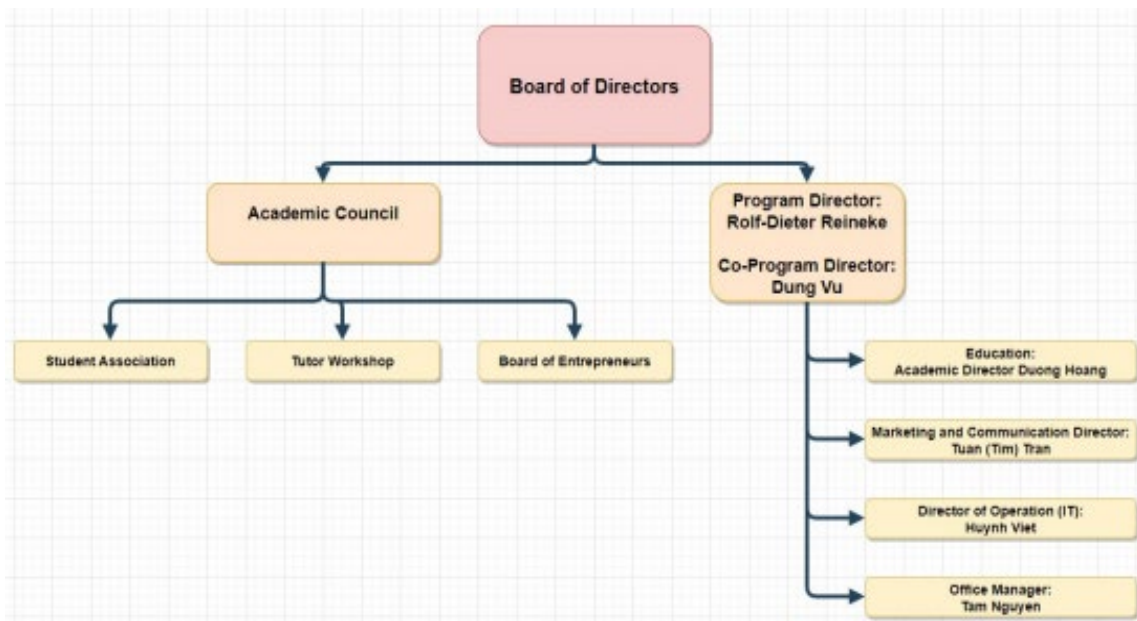 Board of Directors
Academic Council
Program Director:
Rolf-Dieter Reineke
Co-Program Director:
Dung Vu
Student Association
Tutor Workshop
Board of Entrepreneurs
Education:
Academic Director Duong Hoang
Marketing and Communication Director:
Tuan (Tim) Tran
Director of Operation (IT):
Huynh Viet
Office Manager:
Tam Nguyen